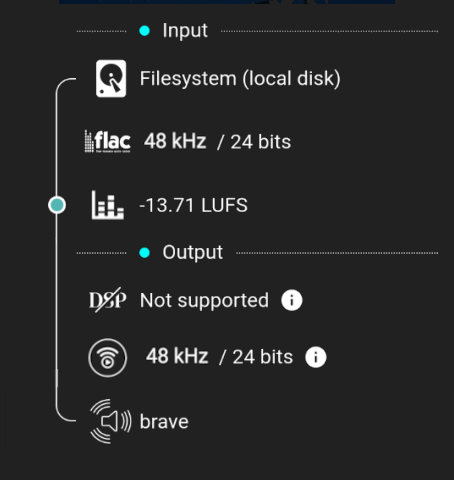 Input
Filesystem (local disk)
flac 48 kHz / 24 bits
-13.71 LUFS
Output
DSP Not supported i
48 kHz / 24 bits i
brave